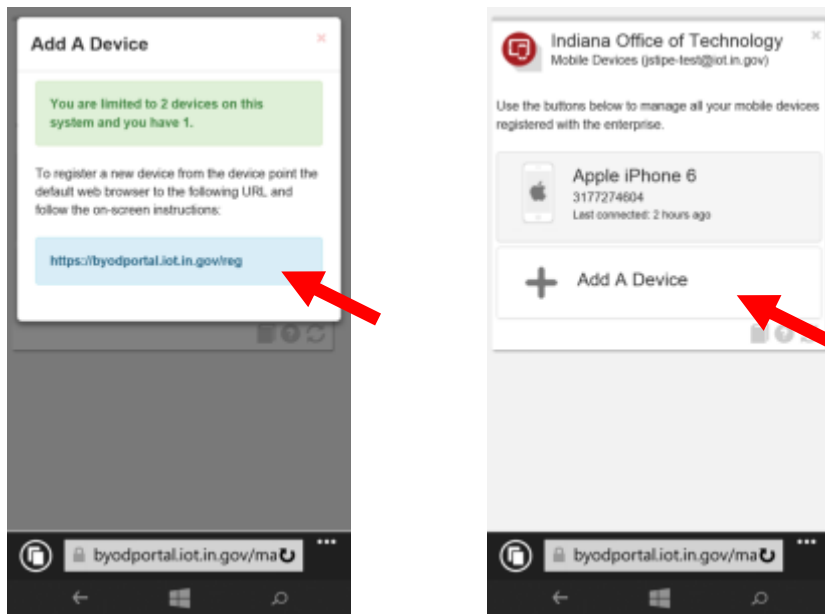 Add A Device
×
You are limited to 2 devices on this
system and you have 1.
To register a new device from the device point the
default web browser to the following URL and
follow the on-screen instructions:
https://byodportal.iot.in.gov/reg
byodportal.iot.in.gov/ma
Indiana Office of Technology
×
Mobile Devices (jstipe-test@iot.in.gov)
Use the buttons below to manage all your mobile devices
registered with the enterprise.
Apple iPhone 6
3177274604
Last connected: 2 hours ago
Add A Device
byodportal.iot.in.gov/ma